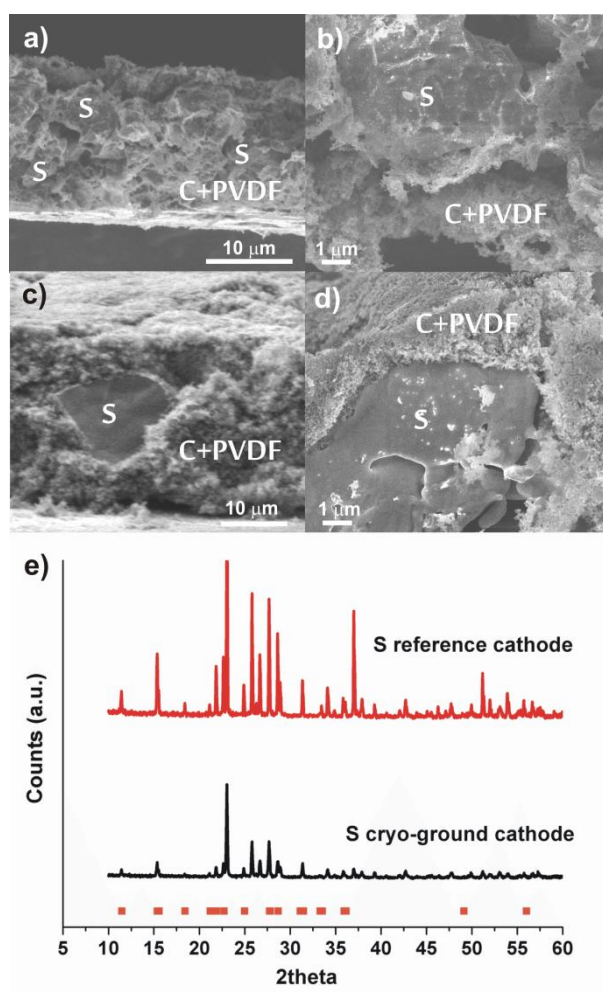 a)
S
S
S
C+PVDF
10 μm
b)
S
C+PVDF
1 μm
c)
S
C+PVDF
10 μm
d)
C+PVDF
S
1 μm
e)
S reference cathode
S cryo-ground cathode
Counts (a.u.)
5 10 15 20 25 30 35 40 45 50 55 60
2theta